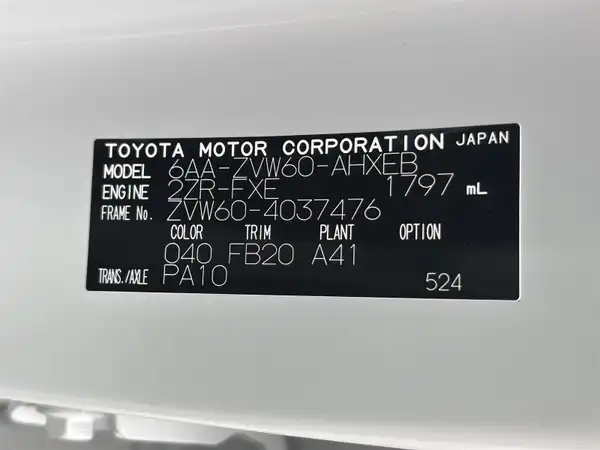 TOYOTA MOTOR CORPORATION JAPAN
MODEL 6AA-ZVW60-AHXEB
ENGINE 2ZR-FXE 1797 mL
FRAME No. ZVW60-4037476
COLOR TRIM PLANT OPTION
040 FB20 A41
TRANS./AXLE PA10 524